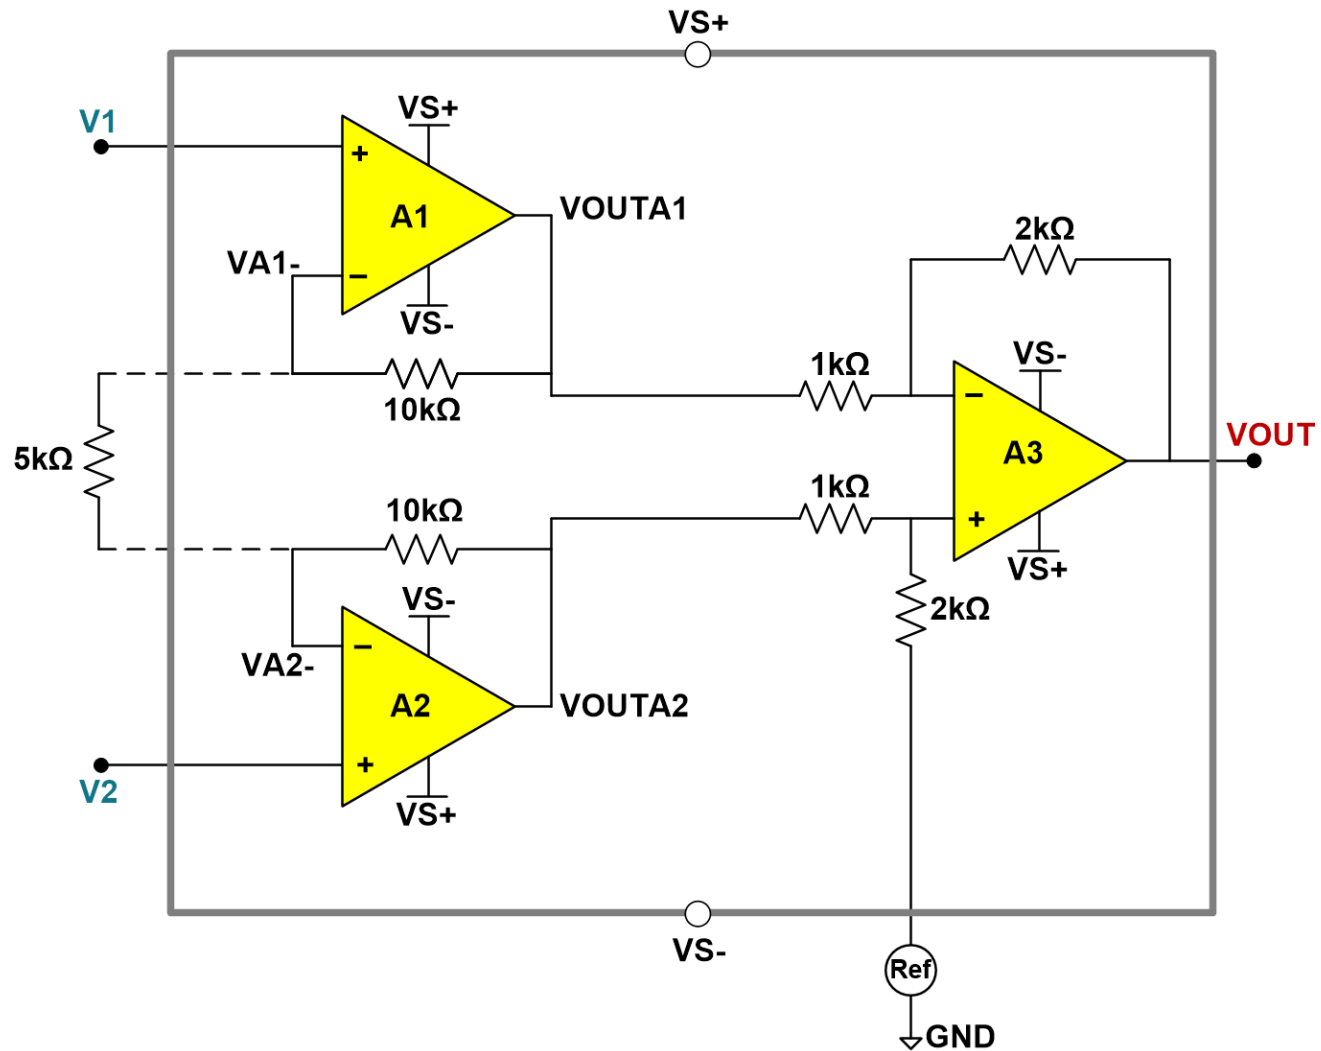 VS+
V1
VS+
+
A1
VOUTA1
VA1-
−
VS-
2kΩ
10kΩ
1kΩ
VS-
−
5kΩ
A3
VOUT
10kΩ
1kΩ
+
VS+
VS-
2kΩ
−
VA2-
A2
VOUTA2
+
V2
VS+
VS-
Ref
GND